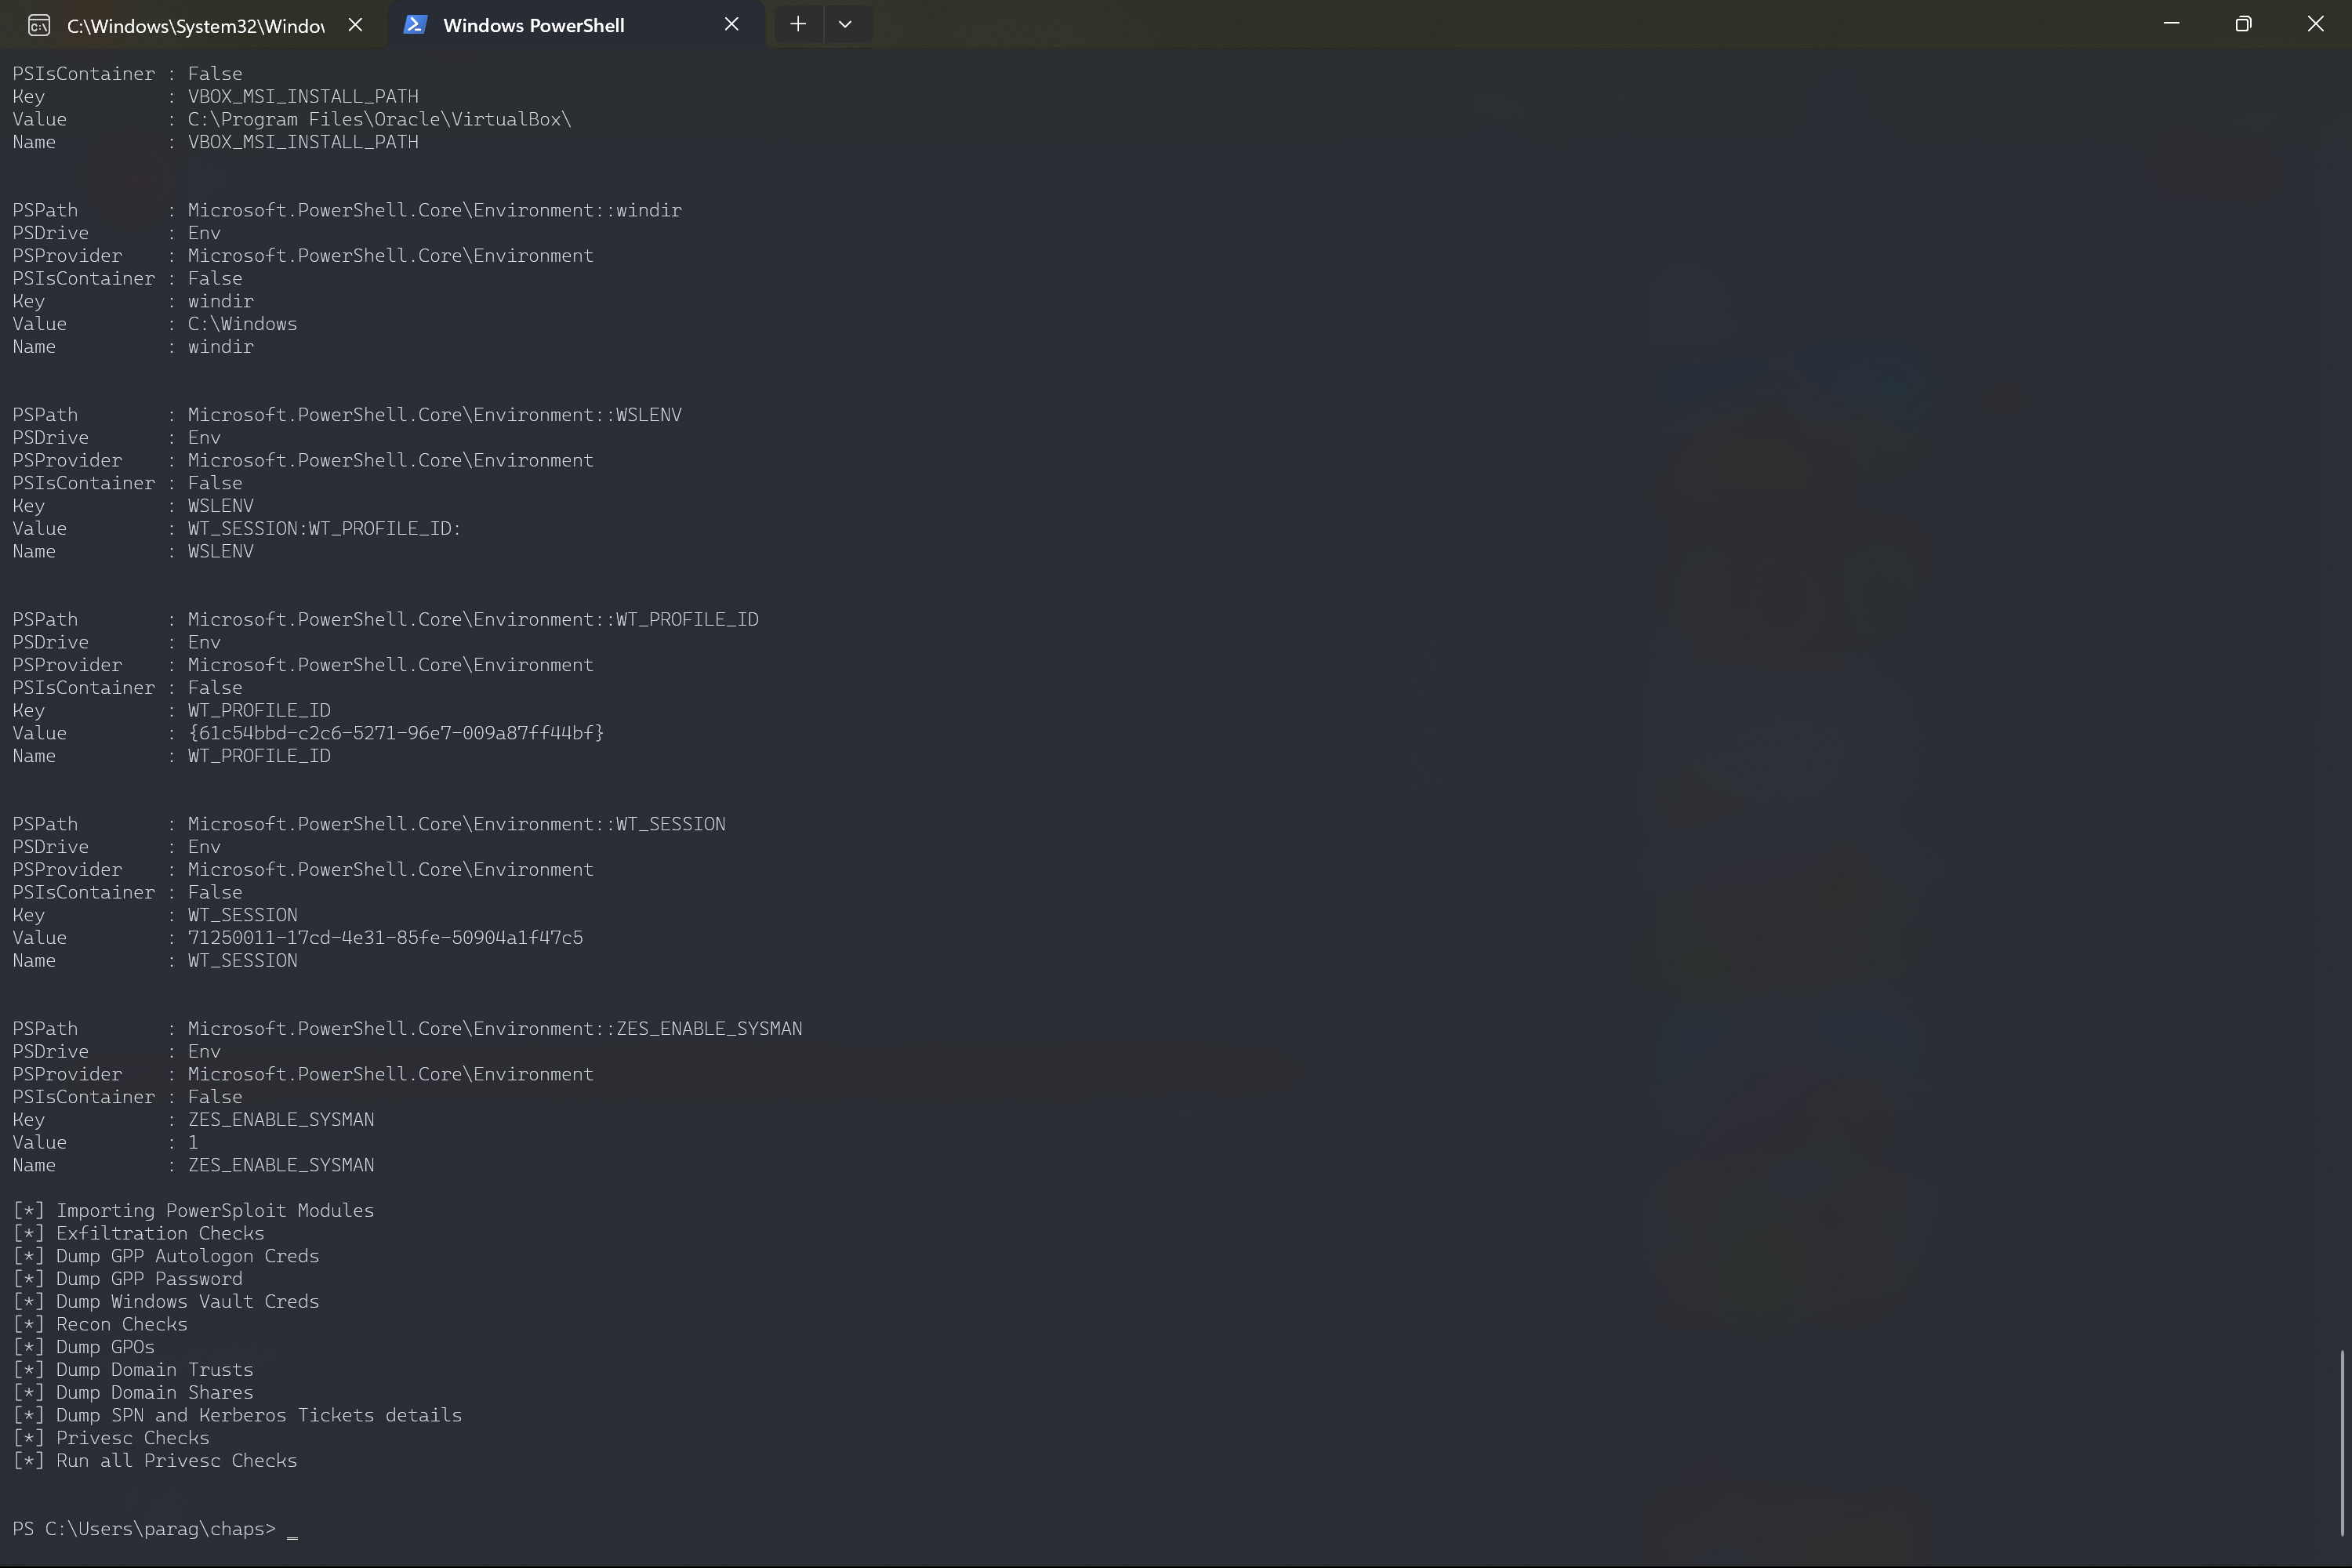 C:\Windows\System32\Windov
Windows PowerShell
PSIsContainer : False
Key           : VBOX_MSI_INSTALL_PATH
Value         : C:\Program Files\Oracle\VirtualBox\
Name          : VBOX_MSI_INSTALL_PATH
PSPath        : Microsoft.PowerShell.Core\Environment::windir
PSDrive       : Env
PSProvider    : Microsoft.PowerShell.Core\Environment
PSIsContainer : False
Key           : windir
Value         : C:\Windows
Name          : windir
PSPath        : Microsoft.PowerShell.Core\Environment::WSLENV
PSDrive       : Env
PSProvider    : Microsoft.PowerShell.Core\Environment
PSIsContainer : False
Key           : WSLENV
Value         : WT_SESSION:WT_PROFILE_ID:
Name          : WSLENV
PSPath        : Microsoft.PowerShell.Core\Environment::WT_PROFILE_ID
PSDrive       : Env
PSProvider    : Microsoft.PowerShell.Core\Environment
PSIsContainer : False
Key           : WT_PROFILE_ID
Value         : {61c54bbd-c2c6-5271-96e7-009a87ff44bf}
Name          : WT_PROFILE_ID
PSPath        : Microsoft.PowerShell.Core\Environment::WT_SESSION
PSDrive       : Env
PSProvider    : Microsoft.PowerShell.Core\Environment
PSIsContainer : False
Key           : WT_SESSION
Value         : 71250011-17cd-4e31-85fe-50904a1f47c5
Name          : WT_SESSION
PSPath        : Microsoft.PowerShell.Core\Environment::ZES_ENABLE_SYSMAN
PSDrive       : Env
PSProvider    : Microsoft.PowerShell.Core\Environment
PSIsContainer : False
Key           : ZES_ENABLE_SYSMAN
Value         : 1
Name          : ZES_ENABLE_SYSMAN
[*] Importing PowerSploit Modules
[*] Exfiltration Checks
[*] Dump GPP Autologon Creds
[*] Dump GPP Password
[*] Dump Windows Vault Creds
[*] Recon Checks
[*] Dump GPOs
[*] Dump Domain Trusts
[*] Dump Domain Shares
[*] Dump SPN and Kerberos Tickets details
[*] Privesc Checks
[*] Run all Privesc Checks
PS C:\Users\parag\chaps> _